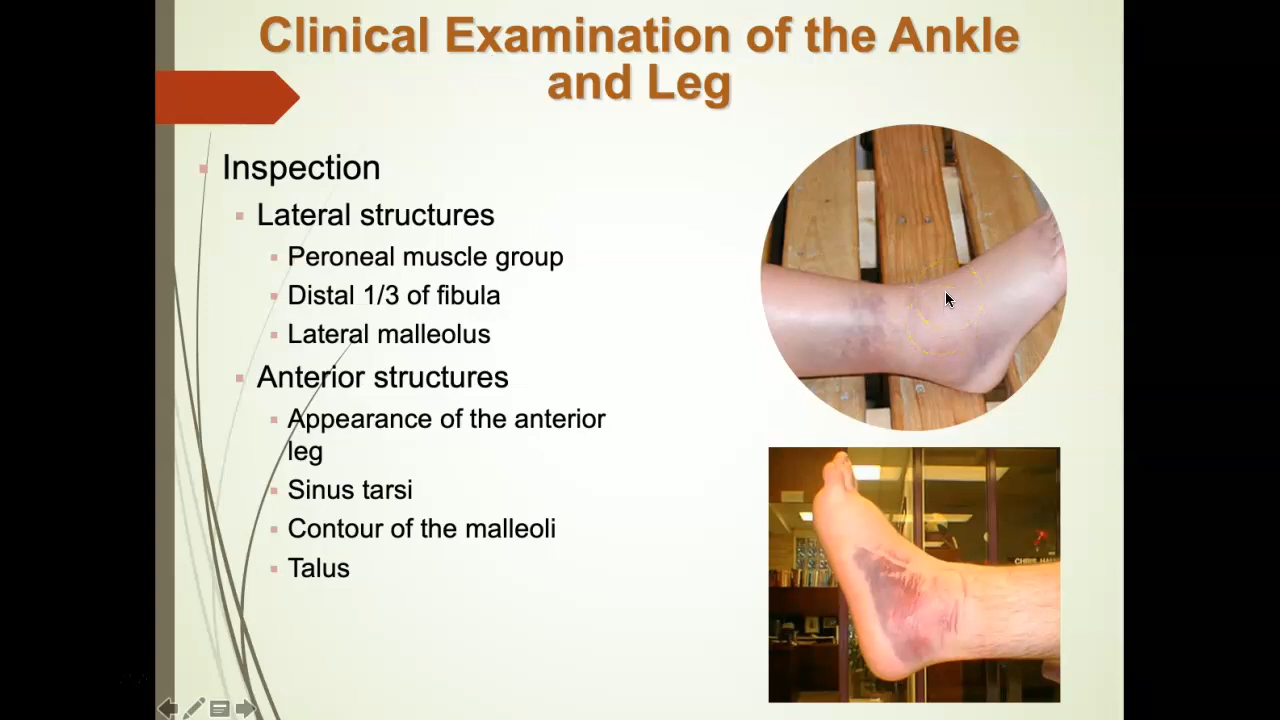 Clinical Examination of the Ankle
and Leg
Inspection
Lateral structures
Peroneal muscle group
Distal 1/3 of fibula
Lateral malleolus
Anterior structures
Appearance of the anterior
leg
Sinus tarsi
Contour of the malleoli
Talus